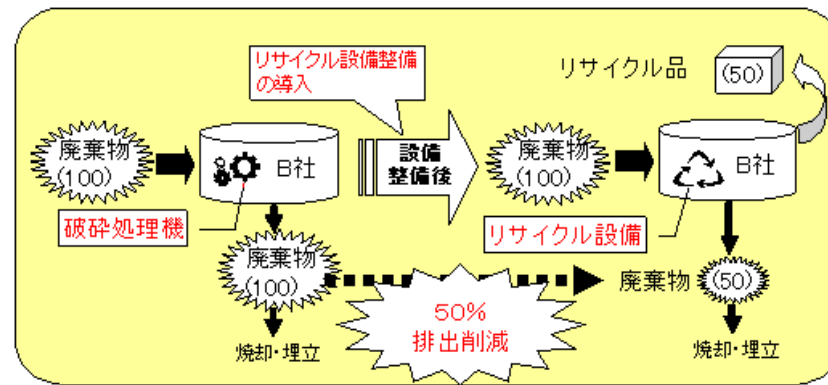 リサイクル設備整備
の導入
リサイクル品
(50)
廃棄物
(100)
B社
設備
整備後
廃棄物
(100)
B社
破砕処理機
リサイクル設備
廃棄物
(100)
50%
排出削減
廃棄物
(50)
焼却・埋立
焼却・埋立